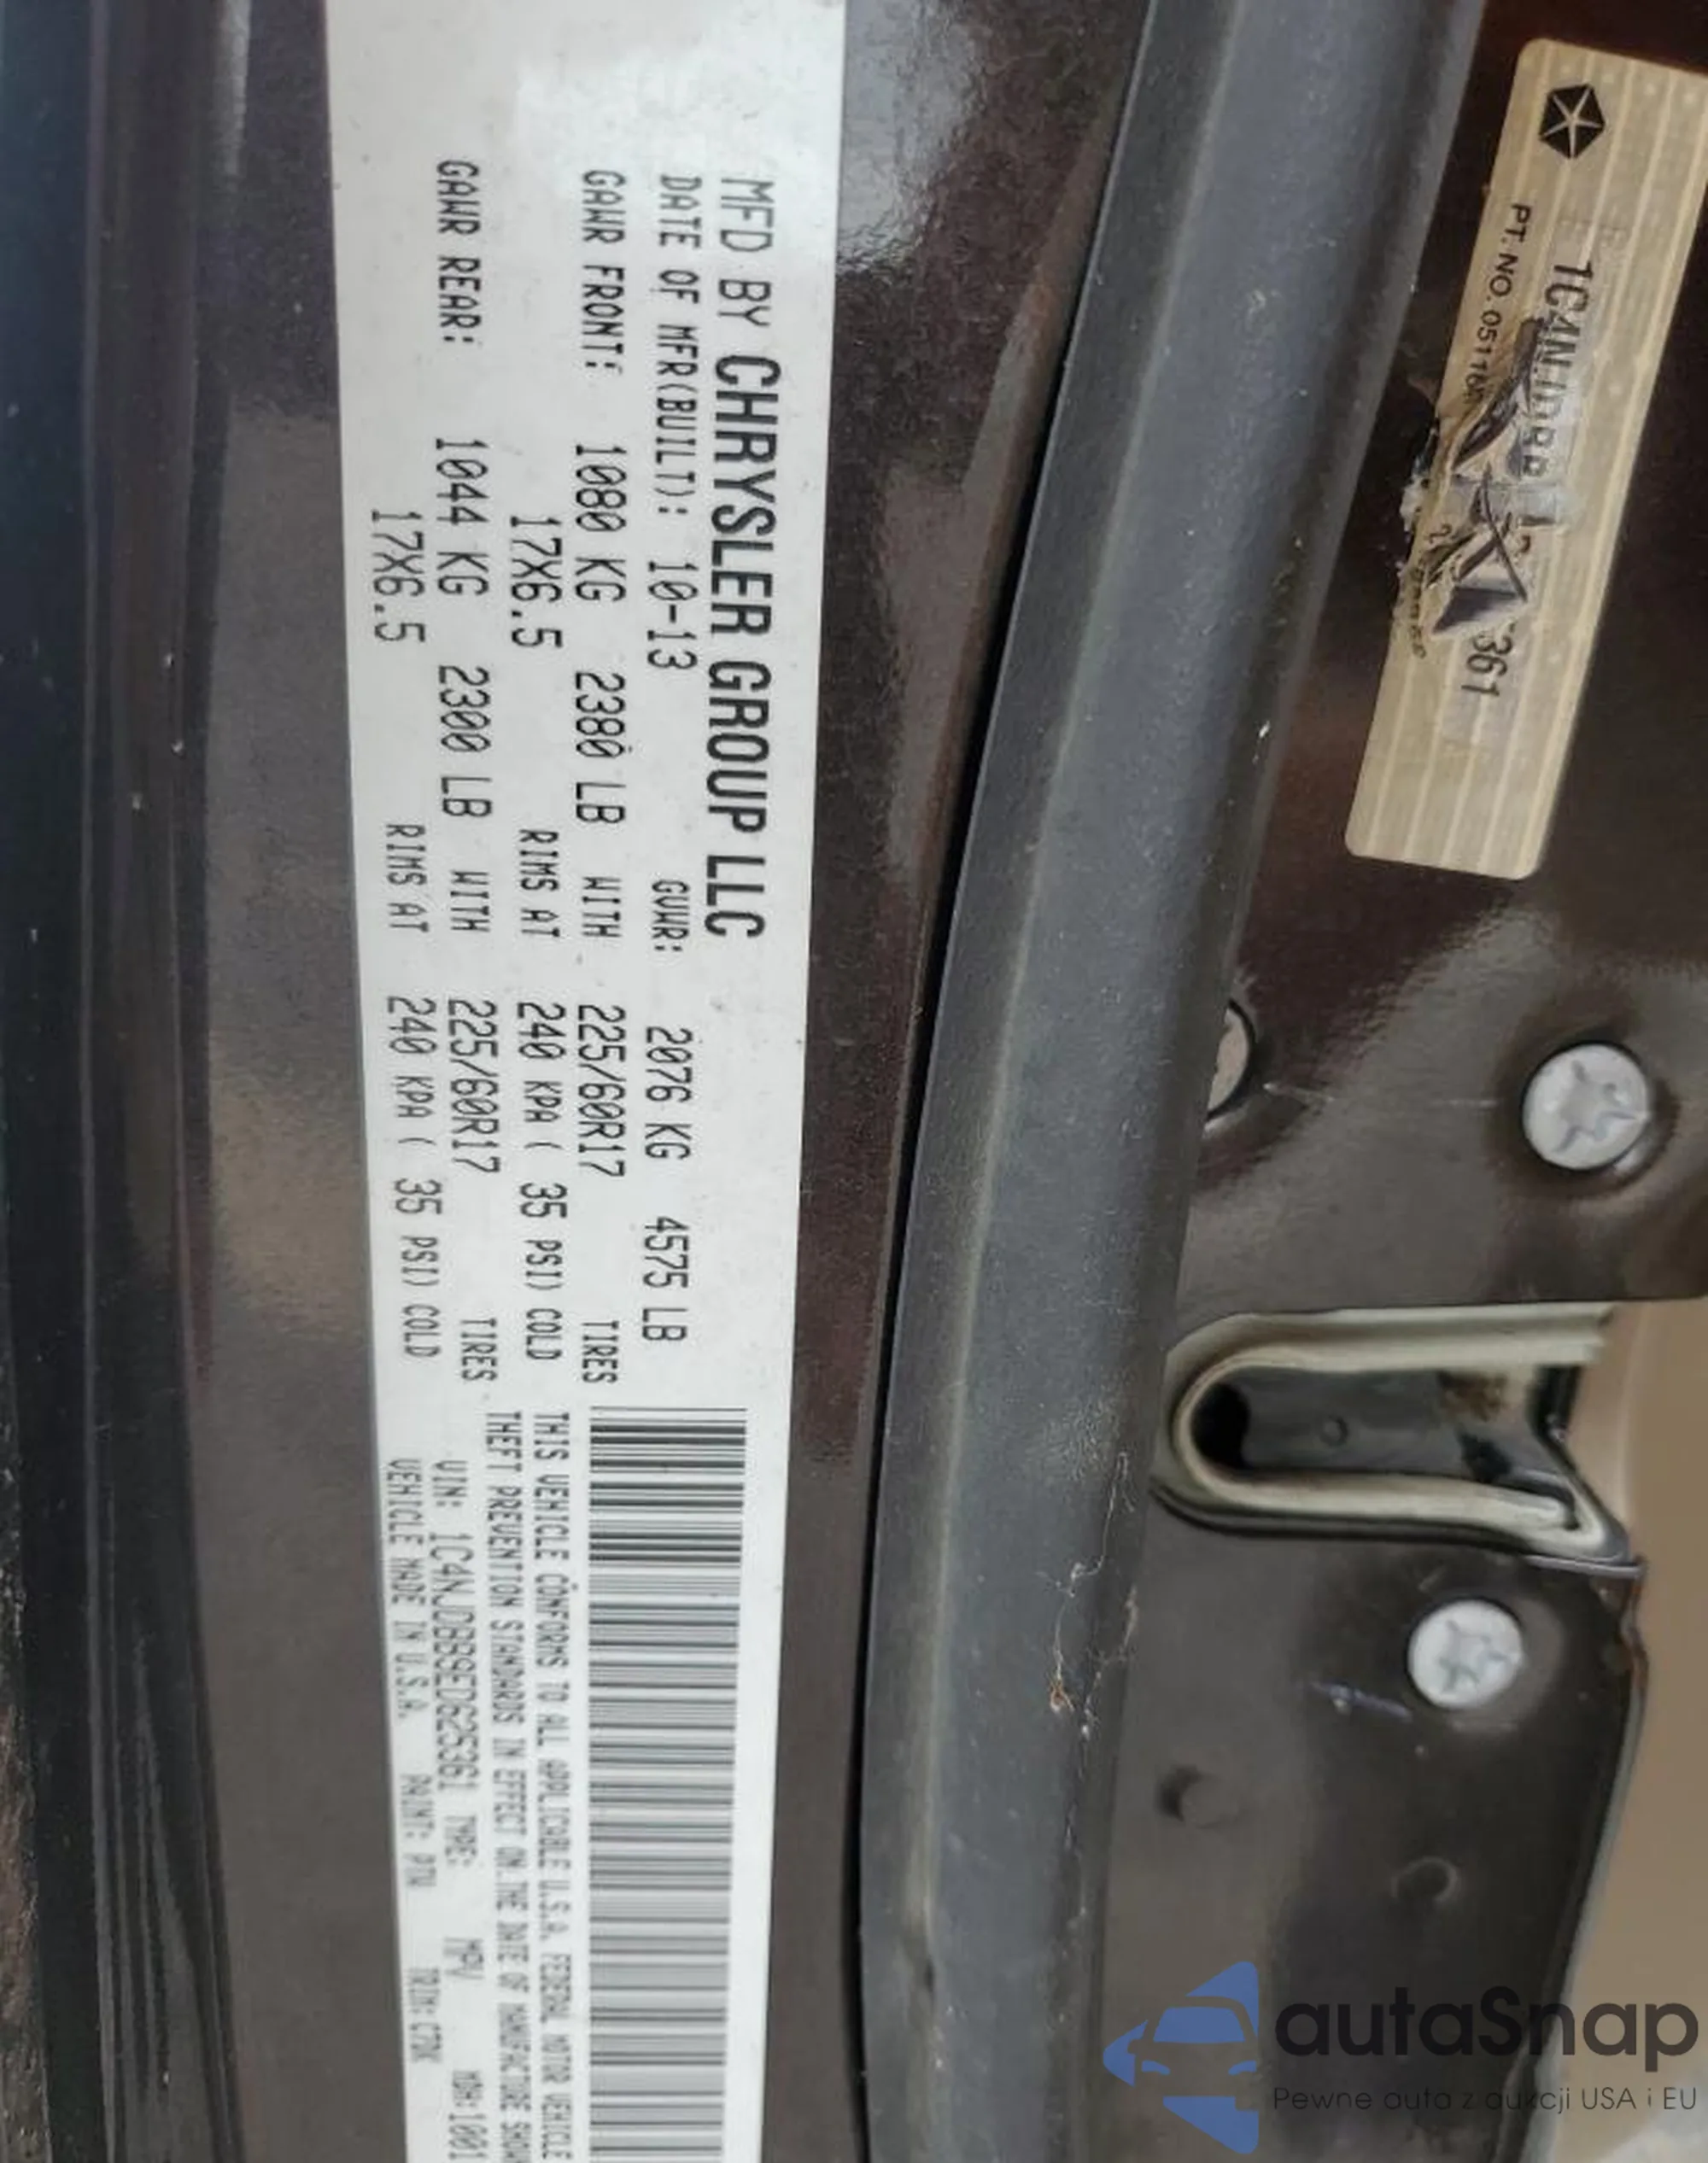 MFD BY CHRYSLER GROUP LLC
DATE OF MFR(BUILT): 10-13 GVWR: 2076 KG 4575 LB
GAWR FRONT: 1080 KG 2380 LB WITH 225/60R17 TIRES
17X6.5 RIMS AT 240 KPA ( 35 PSI) COLD
GAWR REAR: 1044 KG 2300 LB WITH 225/60R17 TIRES
17X6.5 RIMS AT 240 KPA ( 35 PSI) COLD
THIS VEHICLE CONFORMS TO ALL APPLICABLE U.S.A. FEDERAL MOTOR VEHICLE
THEFT PREVENTION STANDARDS IN EFFECT ON THE DATE OF MANUFACTURE SHOW
VIN: 1C4NJDBB9ED625361 TYPE: MPV MDH:1001
VEHICLE MADE IN U.S.A. PAINT: PTW TRIM:
361
PT. NO.
autaSnap
Pewne auta z aukcji USA i EU